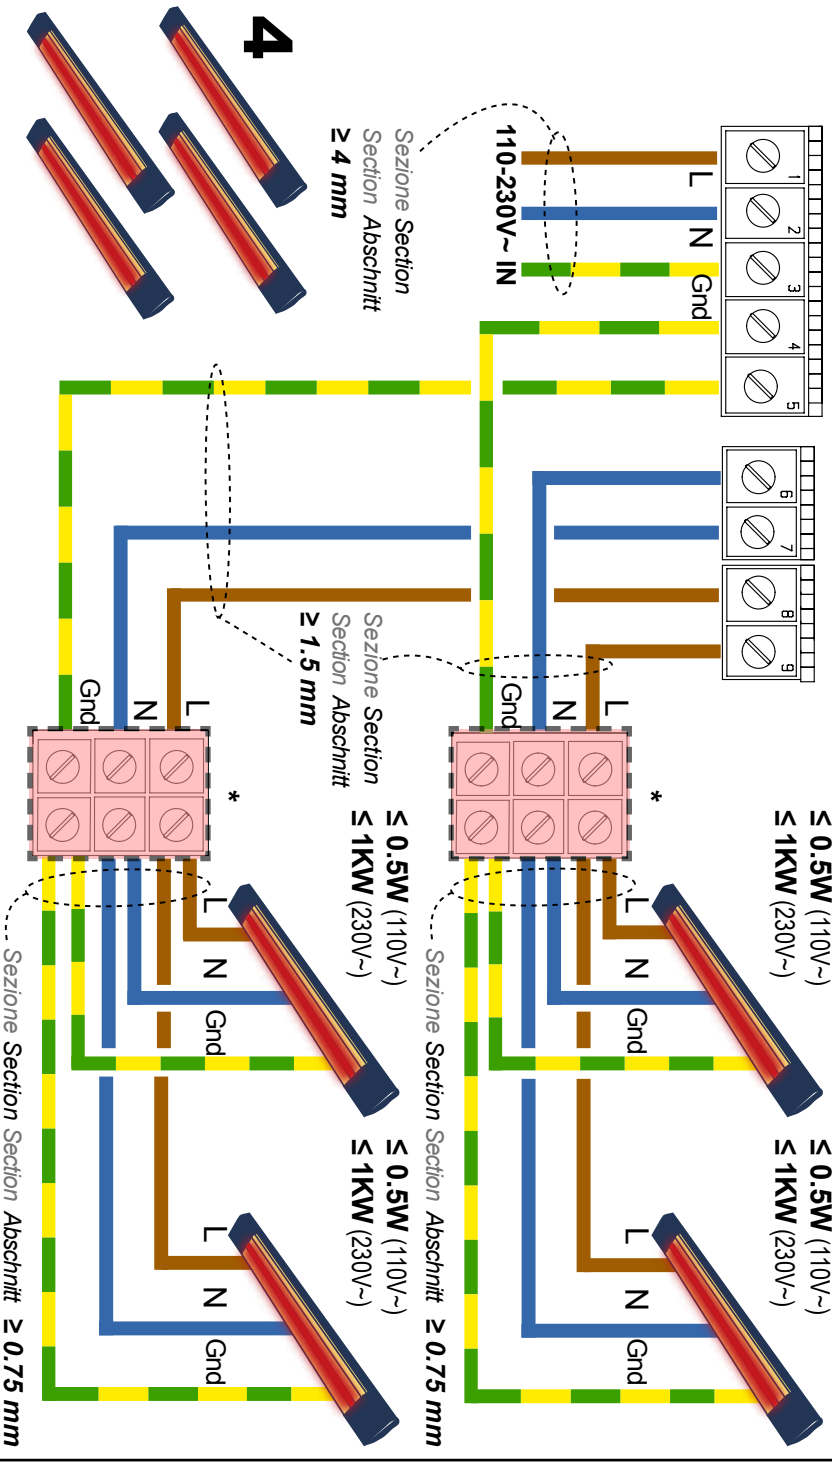 4
1
2
3
4
5
6
7
8
9
L
N
Gnd
110-230V~ IN
Sezione Section
Section Abschnitt
≥ 4 mm
Sezione Section
Section Abschnitt
≥ 1.5 mm
L
N
Gnd
*
L
N
Gnd
*
≤ 0.5W (110V~)
≤ 1KW (230V~)
≤ 0.5W (110V~)
≤ 1KW (230V~)
L
N
Gnd
L
N
Gnd
Sezione Section Section Abschnitt ≥ 0.75 mm
≤ 0.5W (110V~)
≤ 1KW (230V~)
≤ 0.5W (110V~)
≤ 1KW (230V~)
L
N
Gnd
L
N
Gnd
Sezione Section Section Abschnitt ≥ 0.75 mm